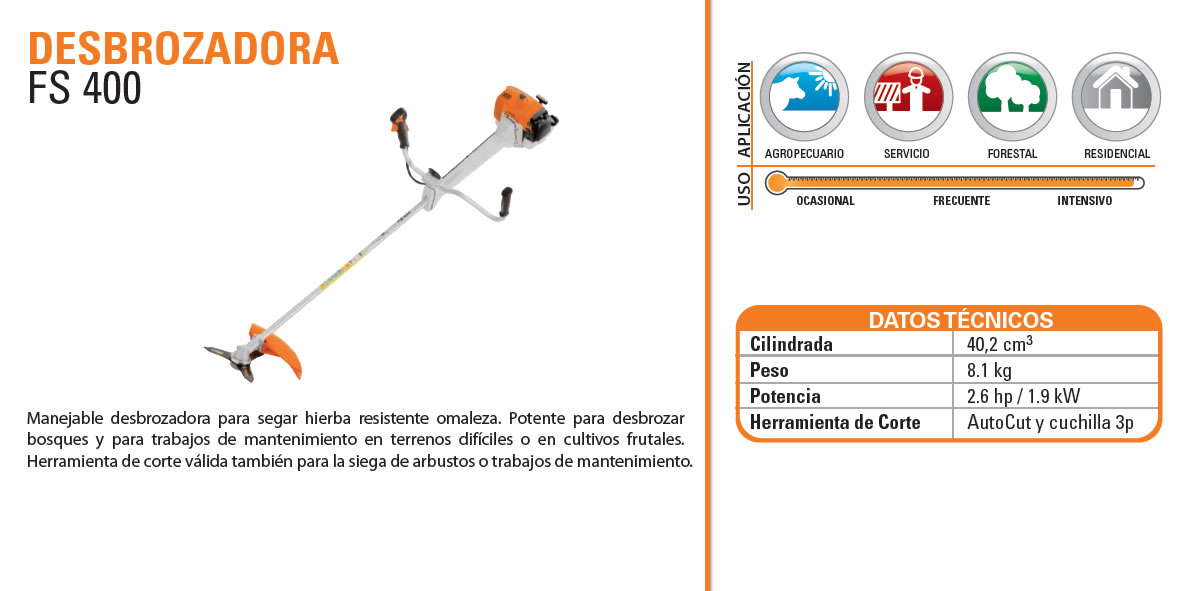 DESBROZADORA
FS 400
Manejable desbrozadora para segar hierba resistente omaleza. Potente para desbrozar
bosques y para trabajos de mantenimiento en terrenos difíciles o en cultivos frutales.
Herramienta de corte válida también para la siega de arbustos o trabajos de mantenimiento.
APLICACIÓN
AGROPECUARIO SERVICIO FORESTAL RESIDENCIAL
USO
OCASIONAL FRECUENTE INTENSIVO
DATOS TÉCNICOS
Cilindrada 40,2 cm³
Peso 8.1 kg
Potencia 2.6 hp / 1.9 kW
Herramienta de Corte AutoCut y cuchilla 3p